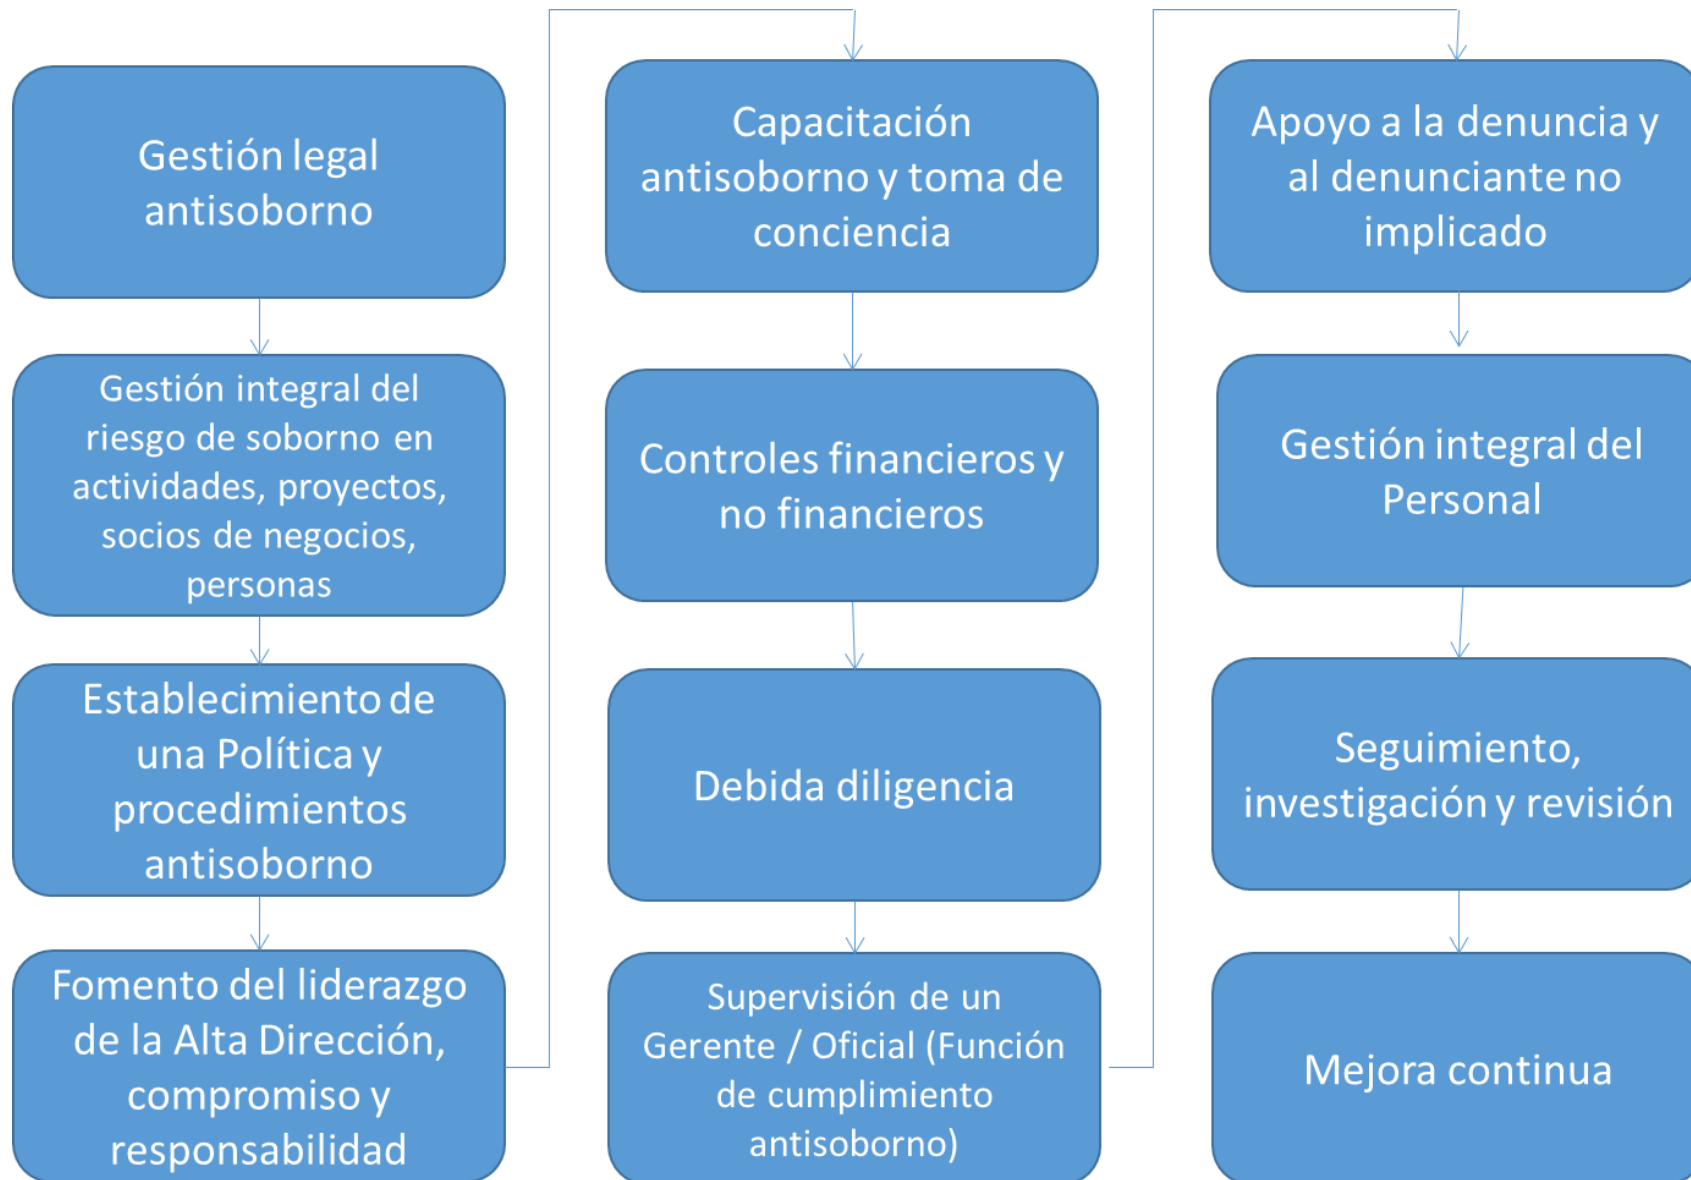 Gestión legal
antisoborno
Gestión integral del
riesgo de soborno en
actividades, proyectos,
socios de negocios,
personas
Establecimiento de
una Política y
procedimientos
antisoborno
Fomento del liderazgo
de la Alta Dirección,
compromiso y
responsabilidad
Capacitación
antisoborno y toma de
conciencia
Controles financieros y
no financieros
Debida diligencia
Supervisión de un
Gerente / Oficial (Función
de cumplimiento
antisoborno)
Apoyo a la denuncia y
al denunciante no
implicado
Gestión integral del
Personal
Seguimiento,
investigación y revisión
Mejora continua